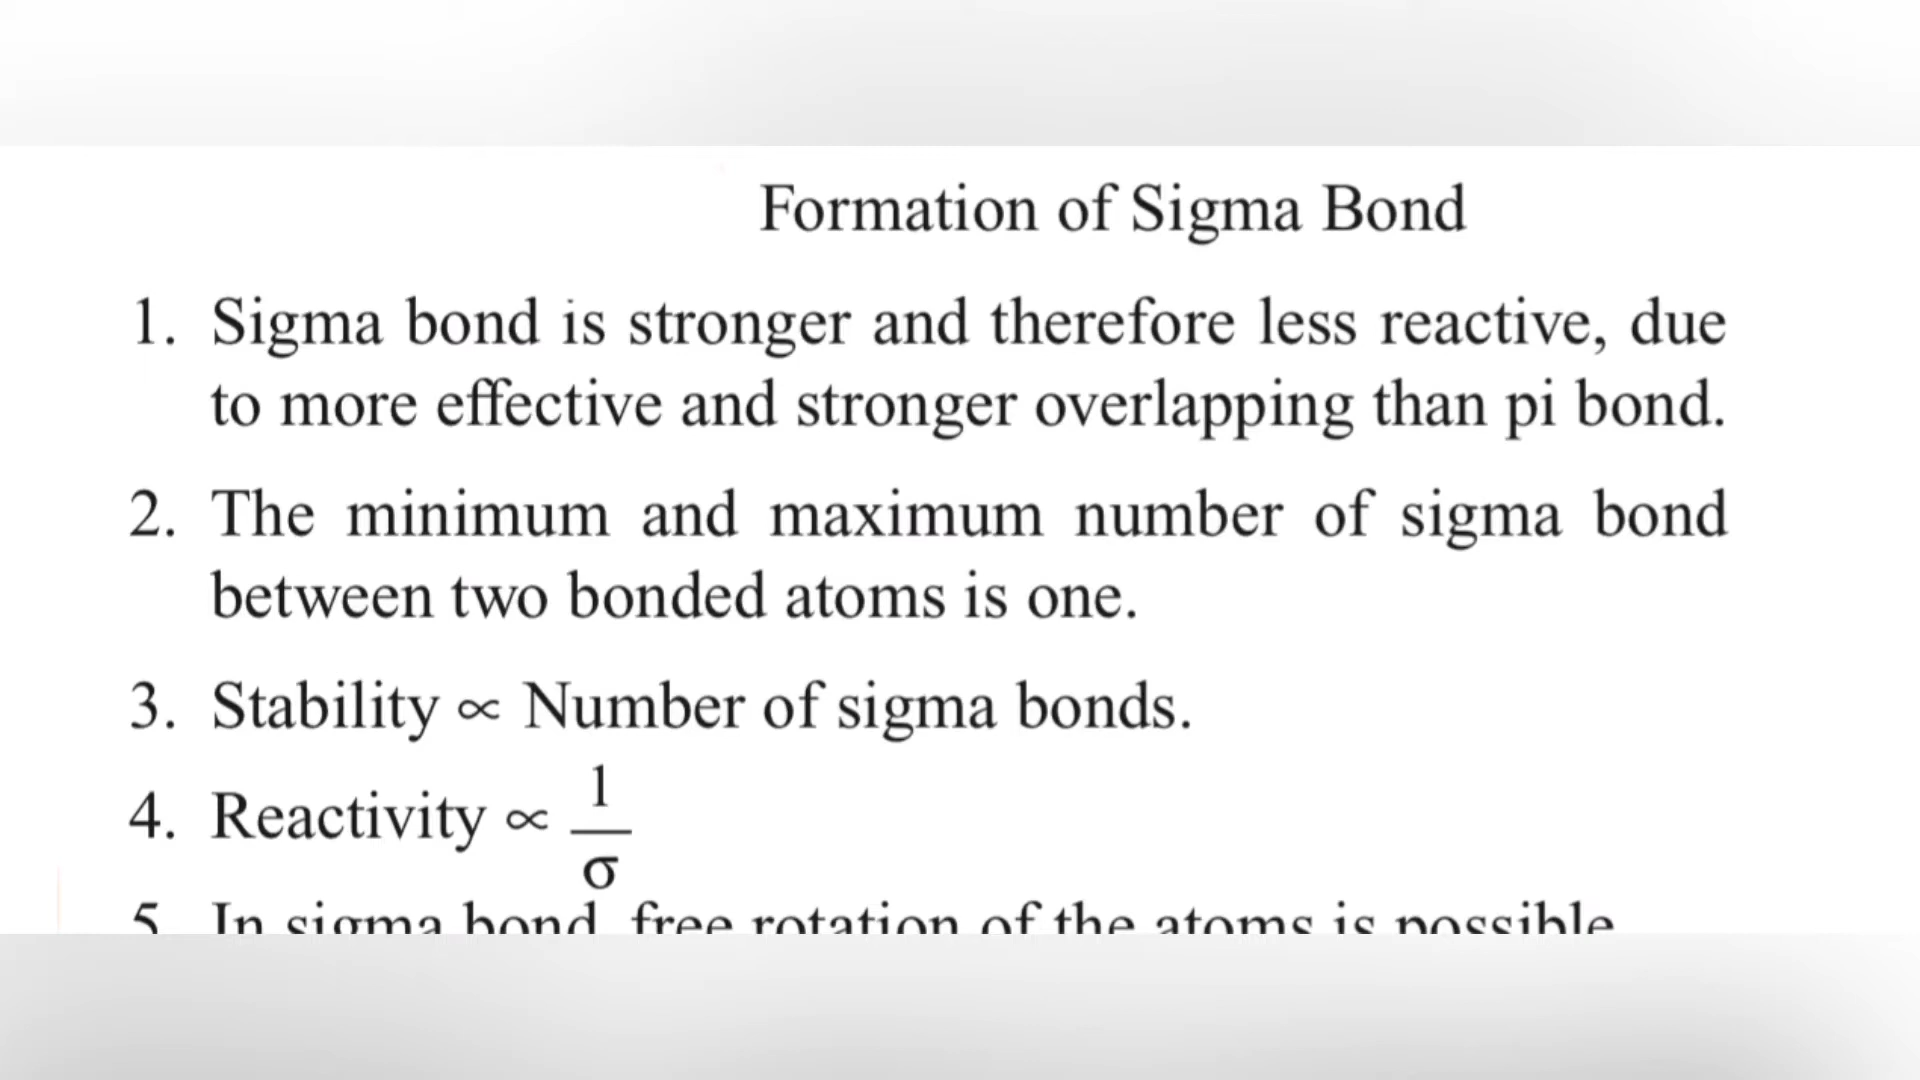 Formation of Sigma Bond
1. Sigma bond is stronger and therefore less reactive, due
to more effective and stronger overlapping than pi bond.
2. The minimum and maximum number of sigma bond
between two bonded atoms is one.
3. Stability ∝ Number of sigma bonds.
4. Reactivity ∝ 1/σ
5 In sigma bond, free rotation of the atoms is possible